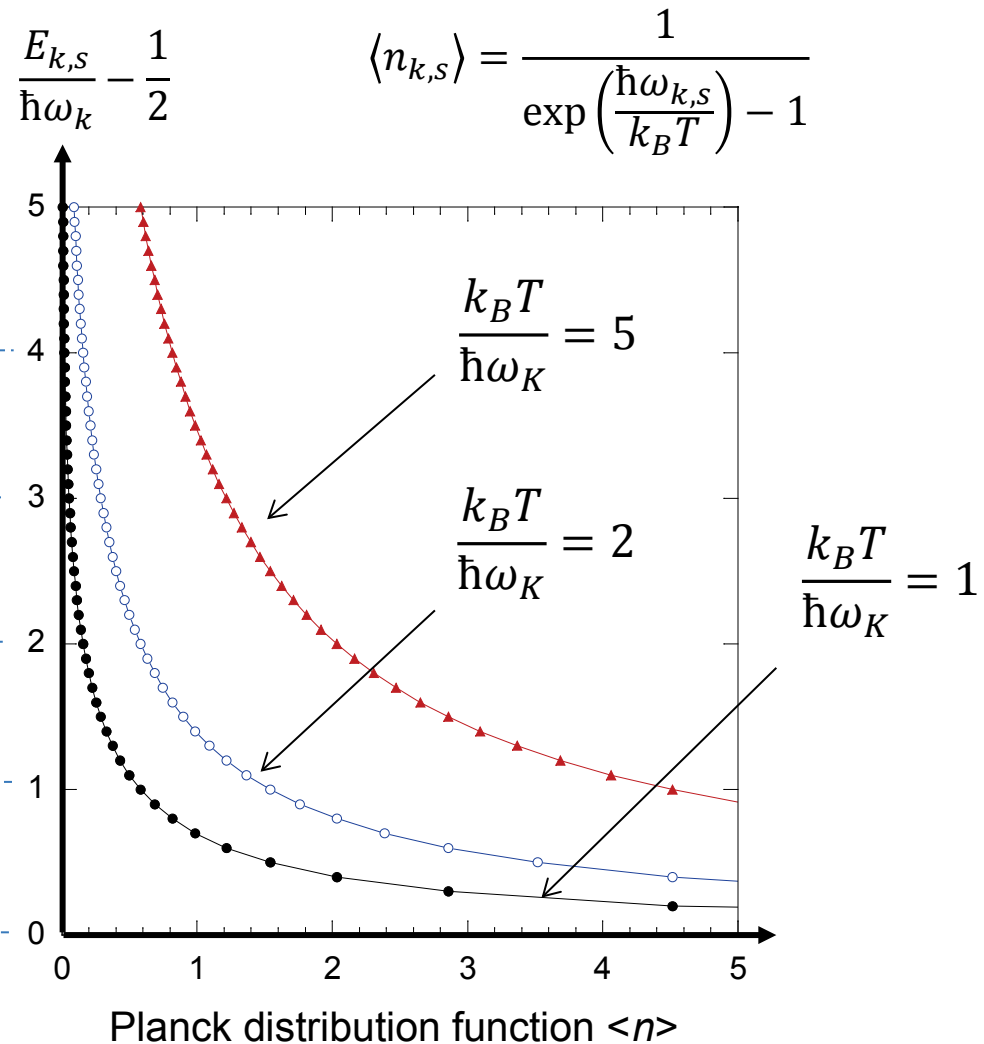 E_{k,s}/ħω_k − 1/2
⟨n_{k,s}⟩ = 1/(exp(ħω_{k,s}/k_BT) − 1)
5
4
3
2
1
0
k_BT/ħω_K = 5
k_BT/ħω_K = 2
k_BT/ħω_K = 1
0 1 2 3 4 5
Planck distribution function <n>